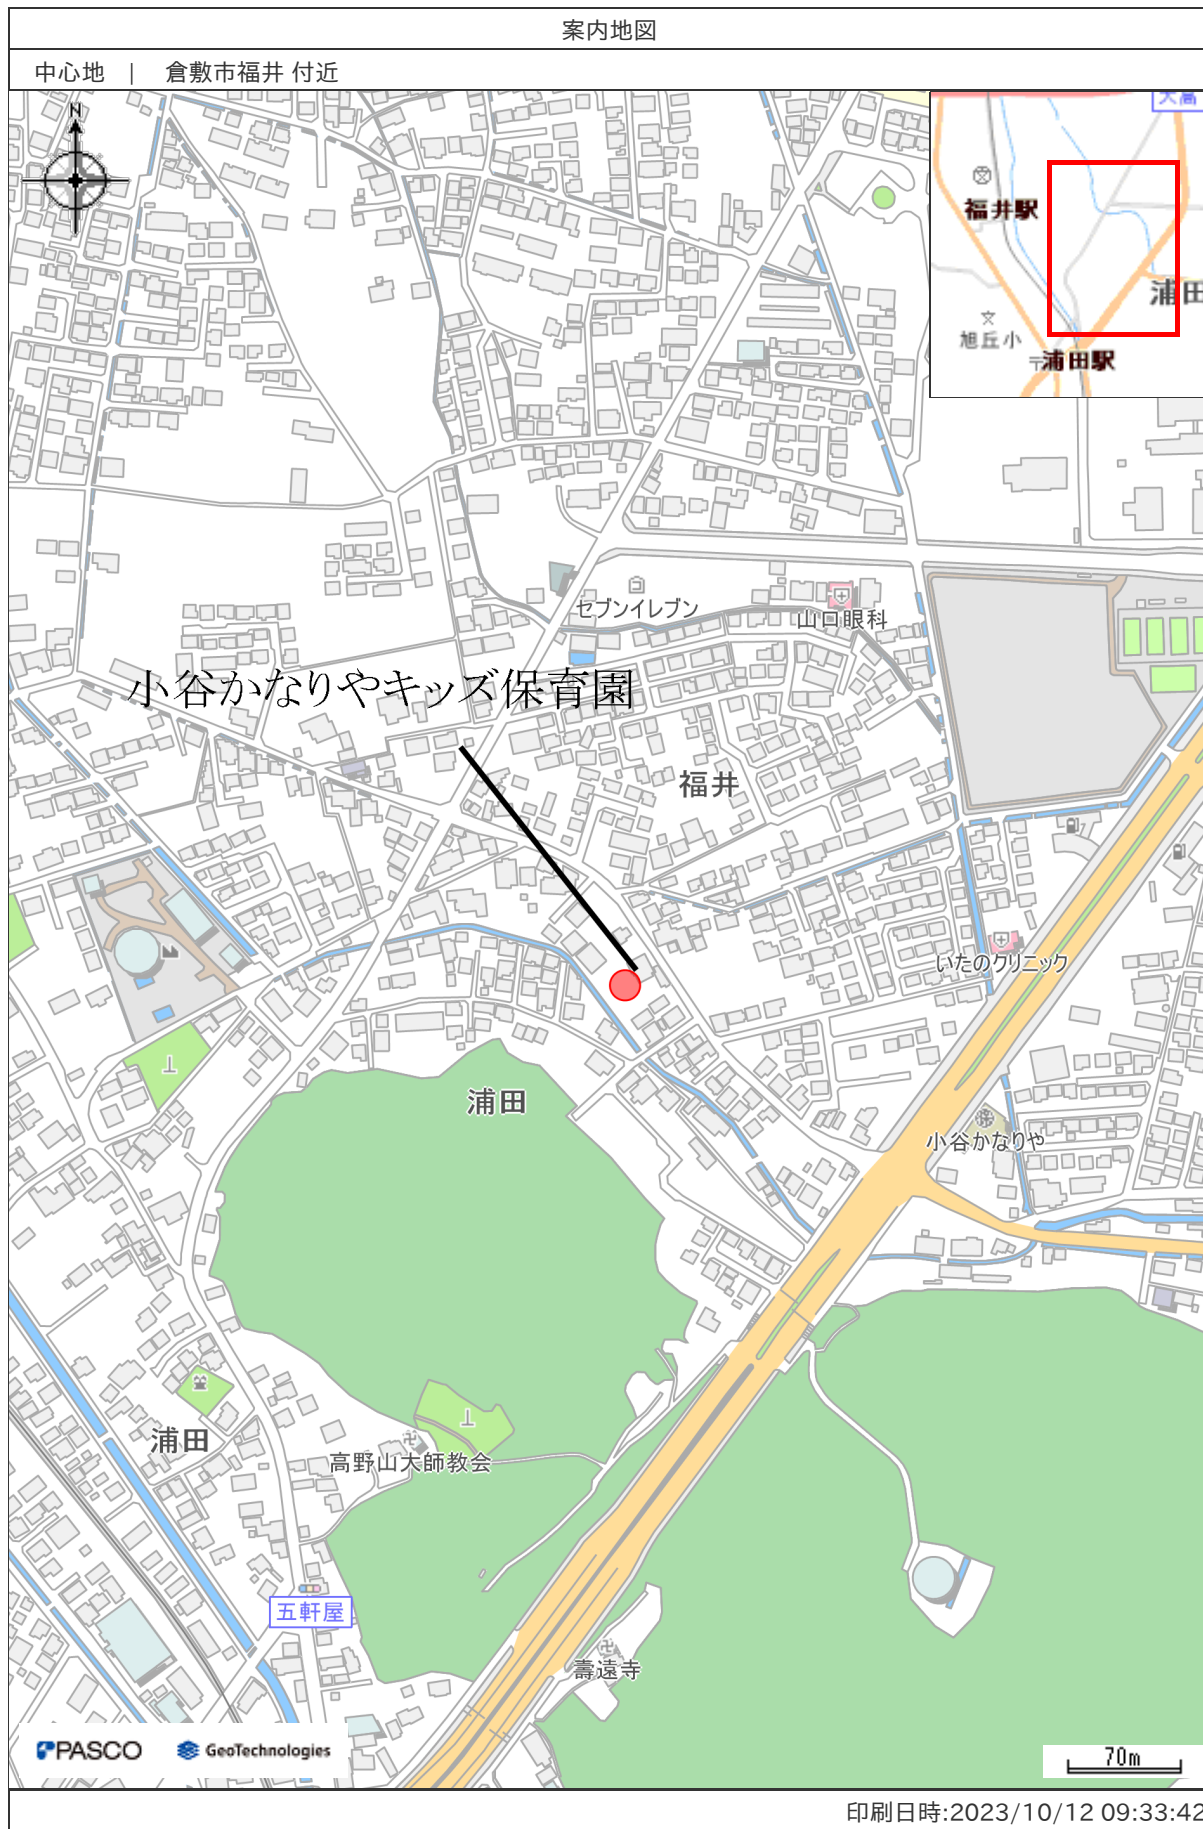 案内地図
中心地 | 倉敷市福井 付近
N
大高
福井駅
浦田
旭丘小
浦田駅
セブンイレブン
山口眼科
小谷かなりやキッズ保育園
福井
いたのクリニック
浦田
小谷かなりや
浦田
高野山大師教会
五軒屋
壽遠寺
PASCO GeoTechnologies
70m
印刷日時:2023/10/12 09:33:42